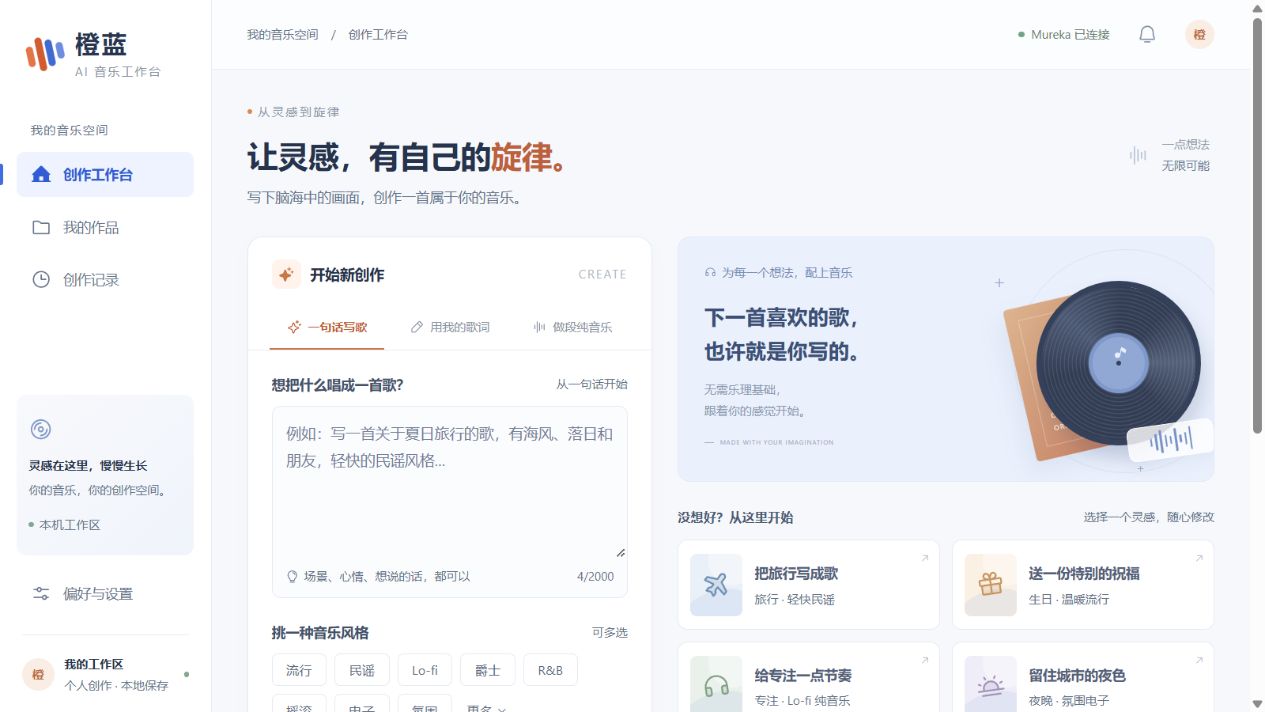 橙蓝
AI 音乐工作台
我的音乐空间
创作工作台
我的作品
创作记录
灵感在这里，慢慢生长
你的音乐，你的创作空间。
本机工作区
偏好与设置
橙
我的工作区
个人创作 · 本地保存
我的音乐空间 / 创作工作台
Mureka 已连接
橙
从灵感到旋律
让灵感，有自己的旋律。
写下脑海中的画面，创作一首属于你的音乐。
一点想法
无限可能
开始新创作
CREATE
一句话写歌
用我的歌词
做段纯音乐
想把什么唱成一首歌？
从一句话开始
例如：写一首关于夏日旅行的歌，有海风、落日和
朋友，轻快的民谣风格...
场景、心情、想说的话，都可以
4/2000
挑一种音乐风格
可多选
流行
民谣
Lo-fi
爵士
R&B
摇滚
电子
氛围
更多
为每一个想法，配上音乐
下一首喜欢的歌，
也许就是你写的。
无需乐理基础，
跟着你的感觉开始。
MADE WITH YOUR IMAGINATION
没想好？从这里开始
选择一个灵感，随心修改
把旅行写成歌
旅行 · 轻快民谣
送一份特别的祝福
生日 · 温暖流行
给专注一点节奏
专注 · Lo-fi 纯音乐
留住城市的夜色
夜晚 · 氛围电子